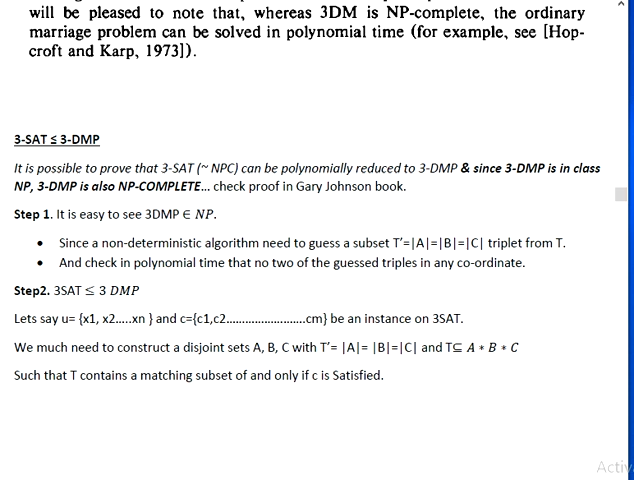 will be pleased to note that, whereas 3DM is NP-complete, the ordinary
marriage problem can be solved in polynomial time (for example, see [Hop-
croft and Karp, 1973]).
3-SAT ≤ 3-DMP
It is possible to prove that 3-SAT (~ NPC) can be polynomially reduced to 3-DMP & since 3-DMP is in class
NP, 3-DMP is also NP-COMPLETE... check proof in Gary Johnson book.
Step 1. It is easy to see 3DMP ∈ NP.
• Since a non-deterministic algorithm need to guess a subset T'=|A|=|B|=|C| triplet from T.
• And check in polynomial time that no two of the guessed triples in any co-ordinate.
Step2. 3SAT ≤ 3 DMP
Lets say u= {x1, x2.....xn } and c={c1,c2..........................cm} be an instance on 3SAT.
We much need to construct a disjoint sets A, B, C with T'= |A|= |B|=|C| and T⊆ A * B * C
Such that T contains a matching subset of and only if c is Satisfied.